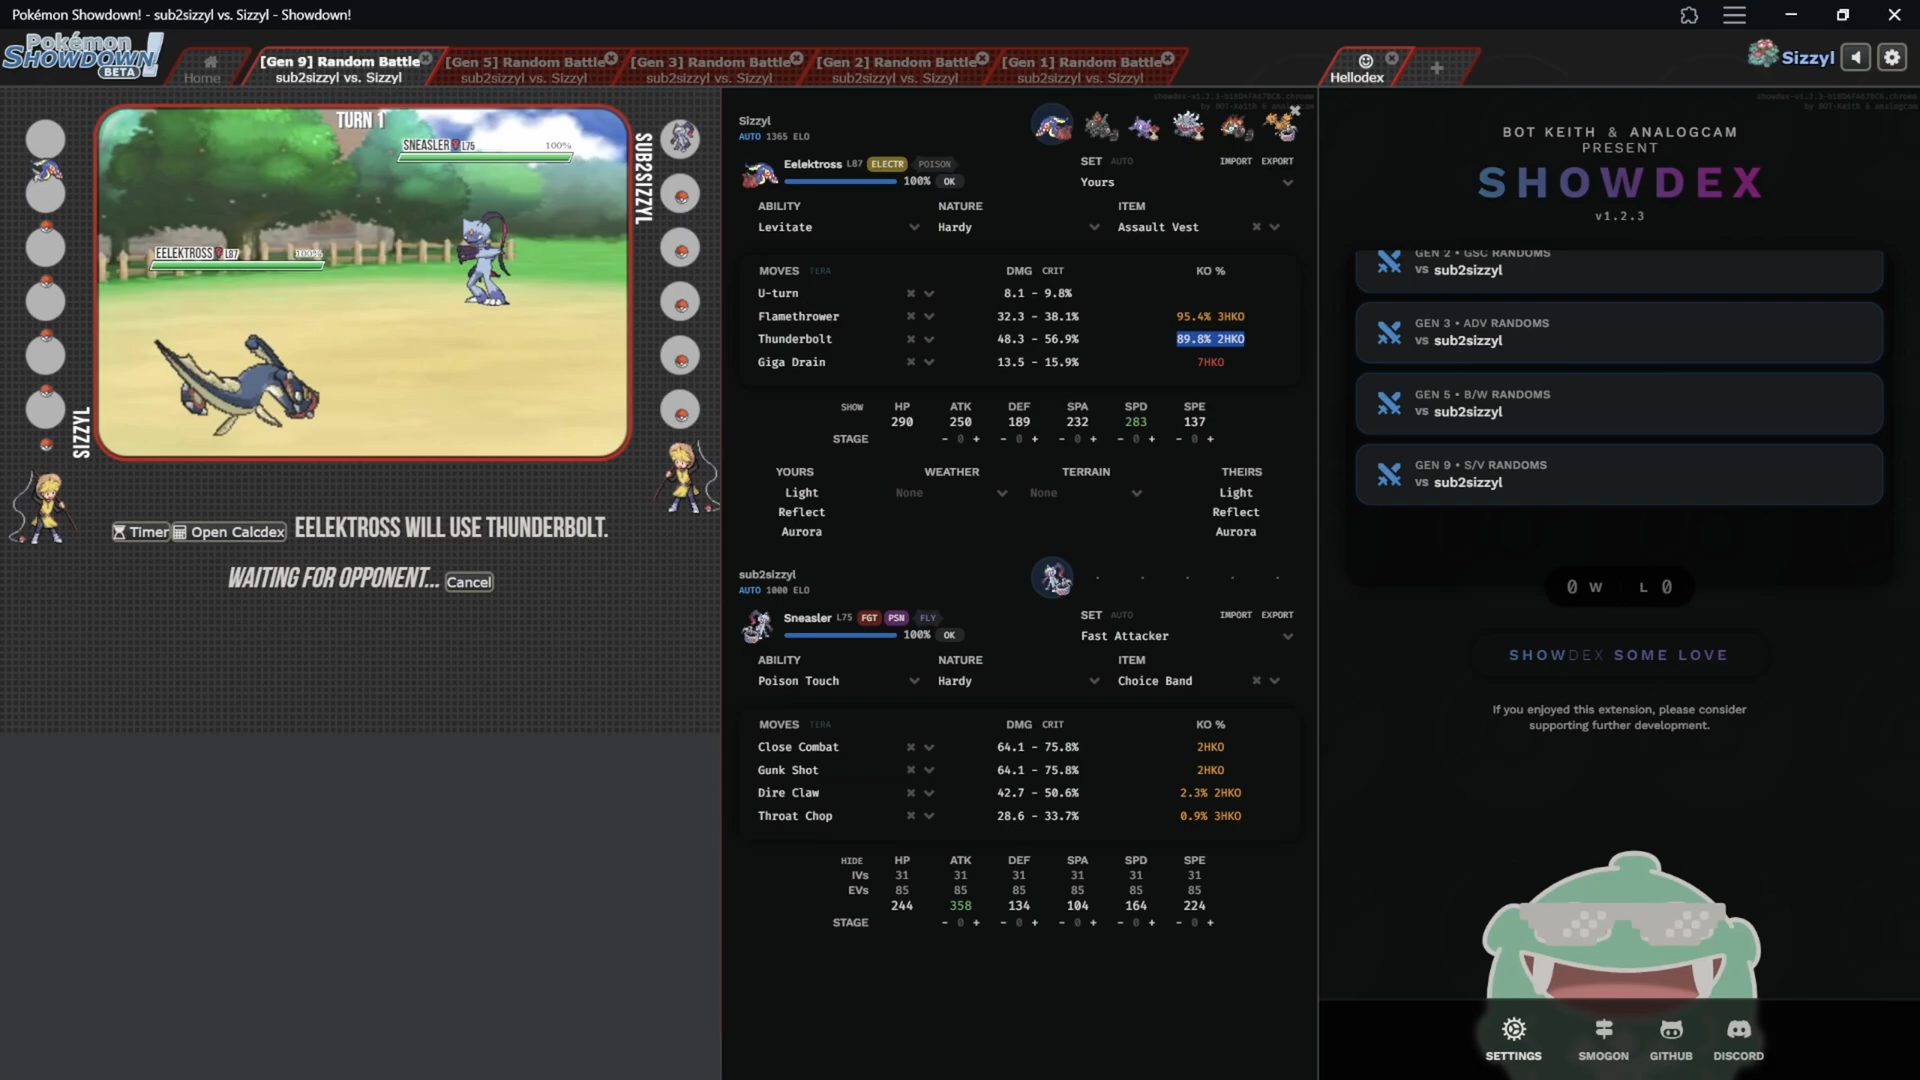 Pokémon Showdown! - sub2sizzyl vs. Sizzyl - Showdown!
Pokémon
SHOWDOWN!
BETA
Home
[Gen 9] Random Battle
sub2sizzyl vs. Sizzyl
[Gen 5] Random Battle
sub2sizzyl vs. Sizzyl
[Gen 3] Random Battle
sub2sizzyl vs. Sizzyl
[Gen 2] Random Battle
sub2sizzyl vs. Sizzyl
[Gen 1] Random Battle
sub2sizzyl vs. Sizzyl
Hellodex
Sizzyl
TURN 1
SNEASLER L75
100%
EELEKTROSS L87
100%
SUB2SIZZYL
SIZZYL
Timer Open Calcdex EELEKTROSS WILL USE THUNDERBOLT.
WAITING FOR OPPONENT... Cancel
Sizzyl
AUTO 1365 ELO
Eelektross L87 ELECTR POISON
100% OK
SET AUTO IMPORT EXPORT
Yours
ABILITY NATURE ITEM
Levitate Hardy Assault Vest
MOVES TERA DMG CRIT KO %
U-turn 8.1 - 9.8%
Flamethrower 32.3 - 38.1% 95.4% 3HKO
Thunderbolt 48.3 - 56.9% 89.8% 2HKO
Giga Drain 13.5 - 15.9% 7HKO
SHOW HP ATK DEF SPA SPD SPE
290 250 189 232 283 137
STAGE - 0 + - 0 + - 0 + - 0 + - 0 +
YOURS WEATHER TERRAIN THEIRS
Light None None Light
Reflect Reflect
Aurora Aurora
sub2sizzyl
AUTO 1000 ELO
Sneasler L75 FGT PSN FLY
100% OK
SET AUTO IMPORT EXPORT
Fast Attacker
ABILITY NATURE ITEM
Poison Touch Hardy Choice Band
MOVES TERA DMG CRIT KO %
Close Combat 64.1 - 75.8% 2HKO
Gunk Shot 64.1 - 75.8% 2HKO
Dire Claw 42.7 - 50.6% 2.3% 2HKO
Throat Chop 28.6 - 33.7% 0.9% 3HKO
HIDE HP ATK DEF SPA SPD SPE
IVs 31 31 31 31 31 31
EVs 85 85 85 85 85 85
244 358 134 104 164 224
STAGE - 0 + - 0 + - 0 + - 0 + - 0 +
BOT KEITH & ANALOGCAM
PRESENT
SHOWDEX
v1.2.3
GEN 2 • GSC RANDOMS
vs sub2sizzyl
GEN 3 • ADV RANDOMS
vs sub2sizzyl
GEN 5 • B/W RANDOMS
vs sub2sizzyl
GEN 9 • S/V RANDOMS
vs sub2sizzyl
0 W L 0
SHOWDEX SOME LOVE
If you enjoyed this extension, please consider
supporting further development.
SETTINGS SMOGON GITHUB DISCORD